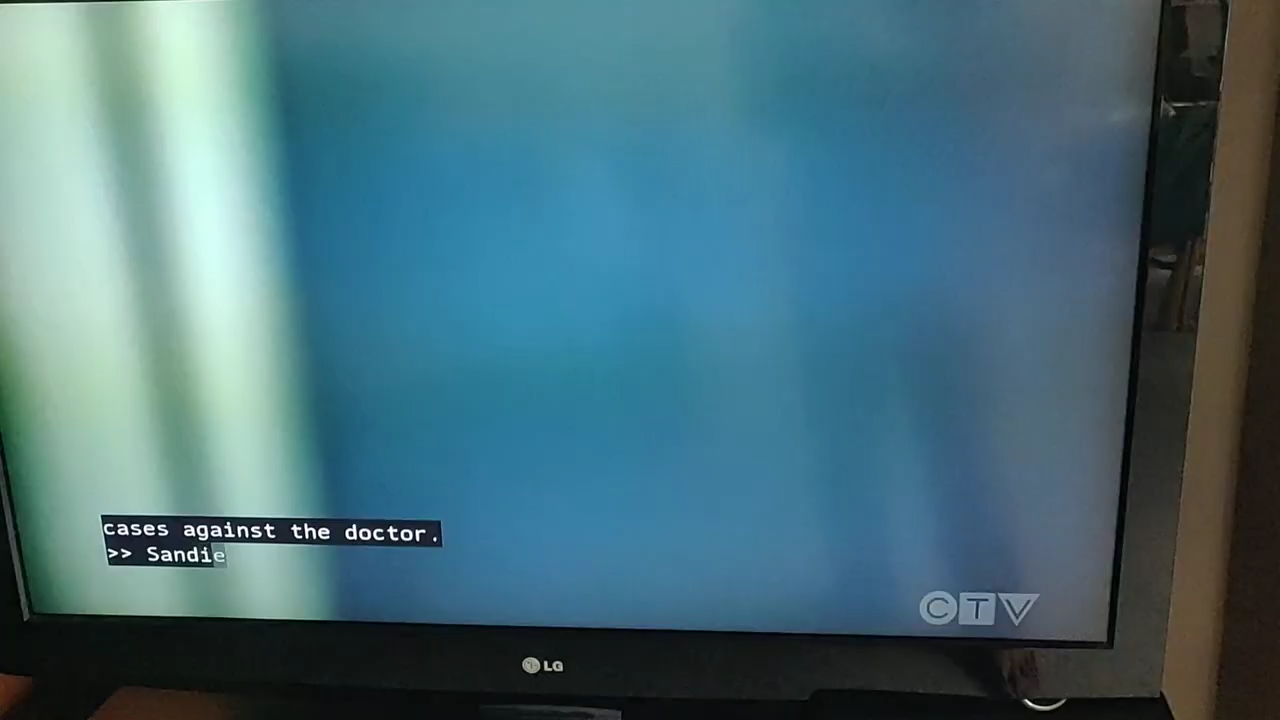 cases against the doctor.
>> Sandie
CTV
LG